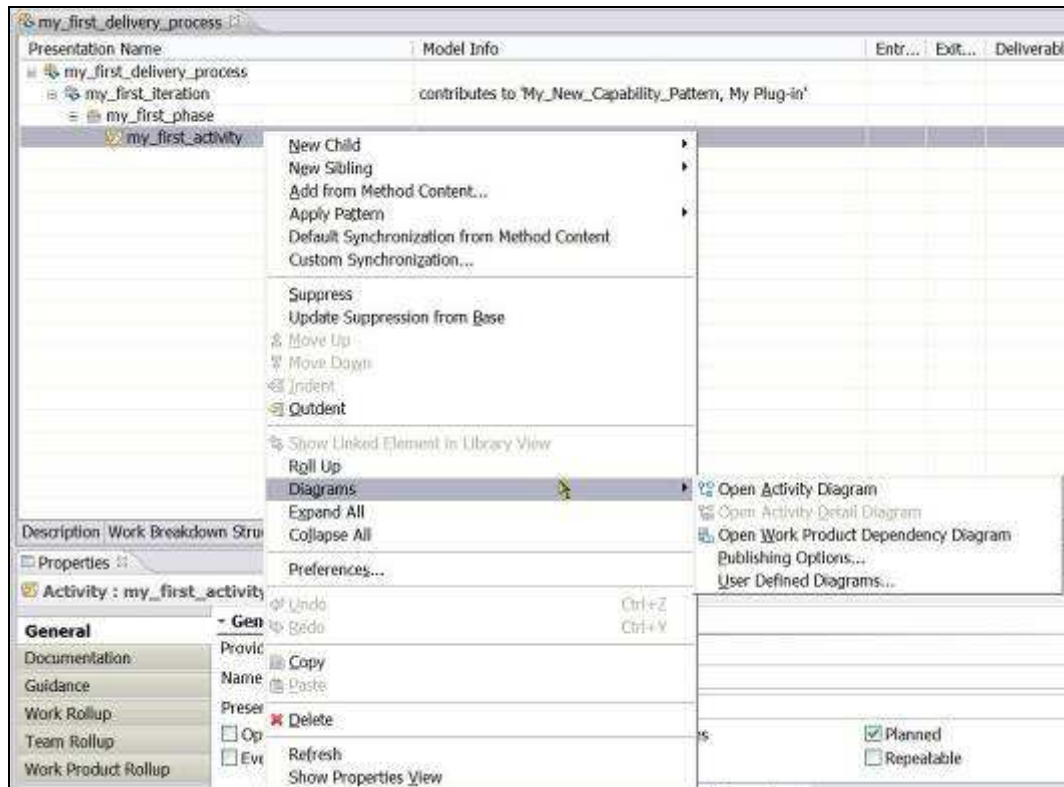 my_first_delivery_process
Presentation Name Model Info Entr... Exit... Deliverabl
my_first_delivery_process
my_first_iteration contributes to 'My_New_Capability_Pattern, My Plug-in'
my_first_phase
my_first_activity
New Child
New Sibling
Add from Method Content...
Apply Pattern
Default Synchronization from Method Content
Custom Synchronization...
Suppress
Update Suppression from Base
Move Up
Move Down
Indent
Outdent
Show Linked Element in Library View
Roll Up
Diagrams
Expand All
Collapse All
Preferences...
Undo Ctrl+Z
Redo Ctrl+Y
Copy
Paste
Delete
Refresh
Show Properties View
Open Activity Diagram
Open Activity Detail Diagram
Open Work Product Dependency Diagram
Publishing Options...
User Defined Diagrams...
Description Work Breakdown Stru
Properties
Activity : my_first_activity
General
Documentation
Guidance
Work Rollup
Team Rollup
Work Product Rollup
Gen
Provid
Name
Preser
Op
Eve
s
Planned
Repeatable